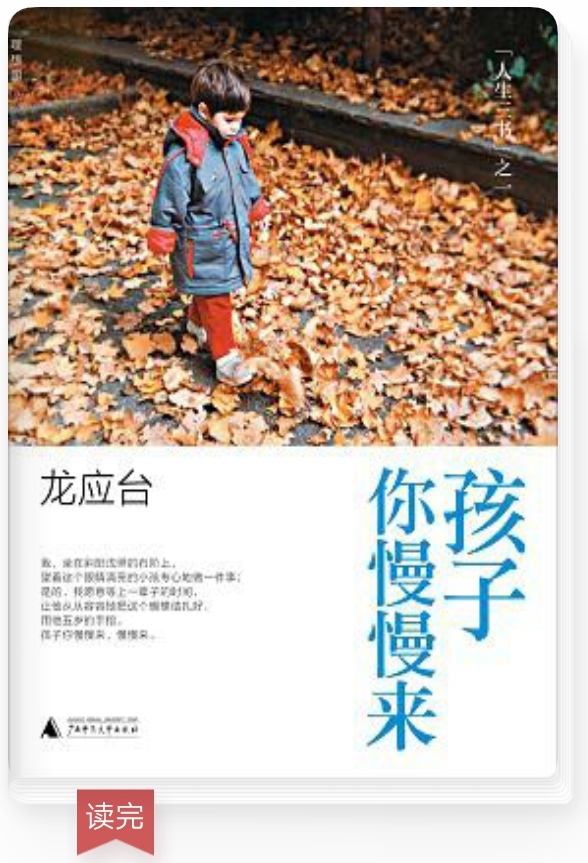 「人生三书」之一
龙应台
孩子
你慢慢来
我，坐在斜阳浅照的石阶上，
望着这个眼睛清亮的小孩专心地做一件事；
是的，我愿意等上一辈子的时间，
让他从从容容地把这个蝴蝶结扎好，
用他五岁的手指。
孩子你慢慢来，慢慢来。
广西师范大学出版社
读完